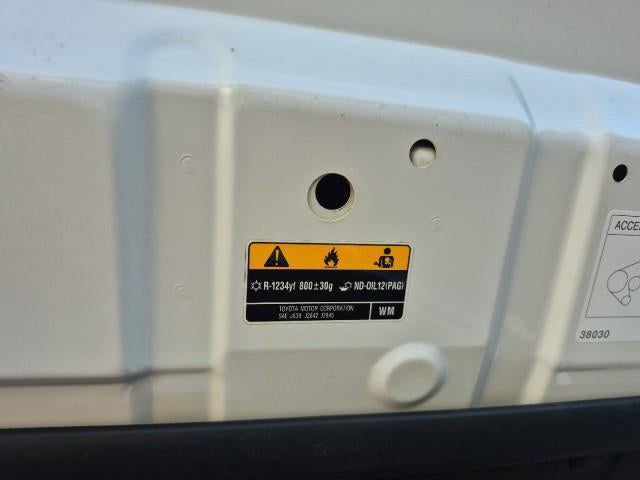 R-1234yf 800±30g ND-OIL12(PAG)
TOYOTA MOTOR CORPORATION
SAE J639 J2842 J2845
WM
ACCE
38030